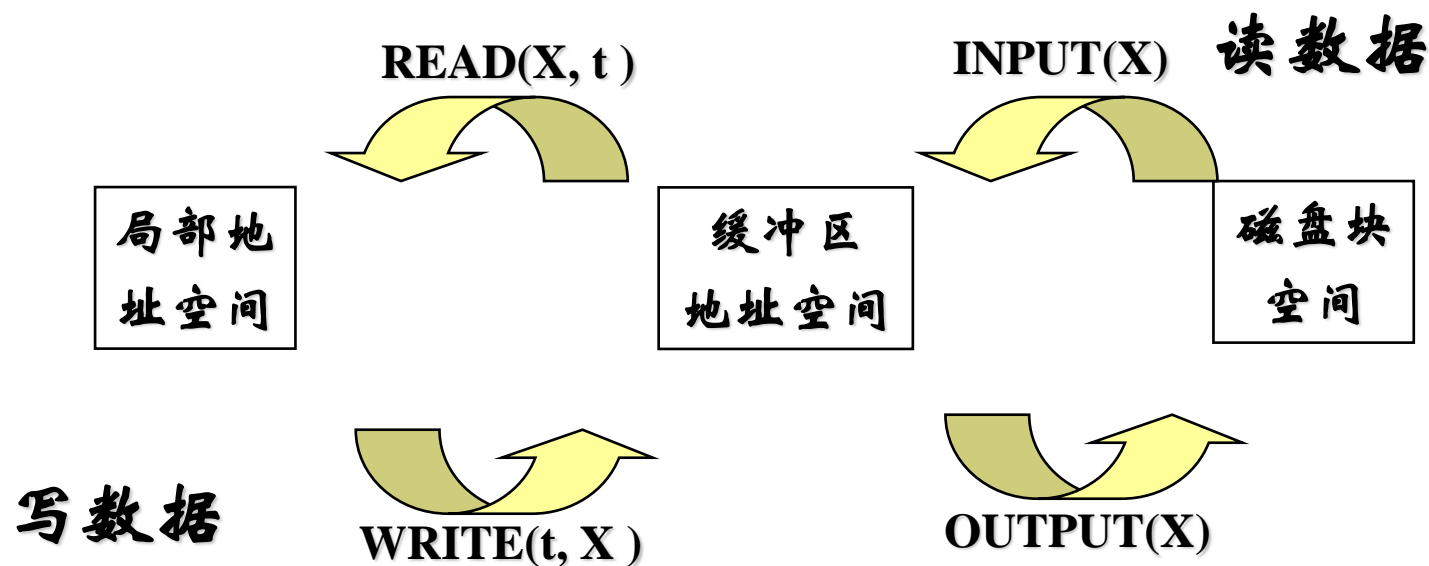 READ(X, t )
INPUT(X)
读数据
局部地
址空间
缓冲区
地址空间
磁盘块
空间
写数据
WRITE(t, X )
OUTPUT(X)